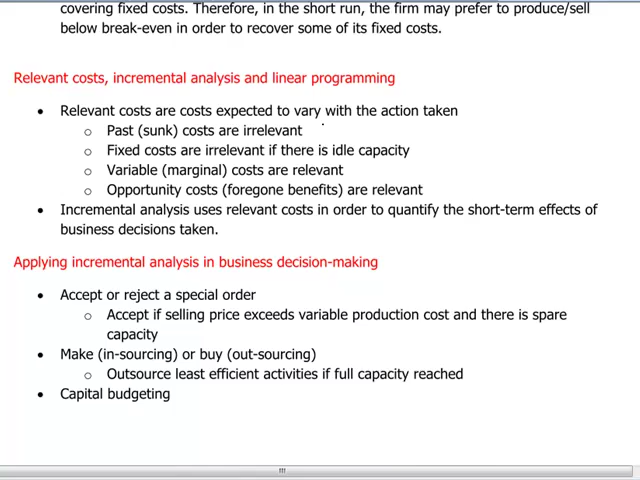 covering fixed costs. Therefore, in the short run, the firm may prefer to produce/sell
below break-even in order to recover some of its fixed costs.
Relevant costs, incremental analysis and linear programming
• Relevant costs are costs expected to vary with the action taken
o Past (sunk) costs are irrelevant
o Fixed costs are irrelevant if there is idle capacity
o Variable (marginal) costs are relevant
o Opportunity costs (foregone benefits) are relevant
• Incremental analysis uses relevant costs in order to quantify the short-term effects of
business decisions taken.
Applying incremental analysis in business decision-making
• Accept or reject a special order
o Accept if selling price exceeds variable production cost and there is spare
capacity
• Make (in-sourcing) or buy (out-sourcing)
o Outsource least efficient activities if full capacity reached
• Capital budgeting